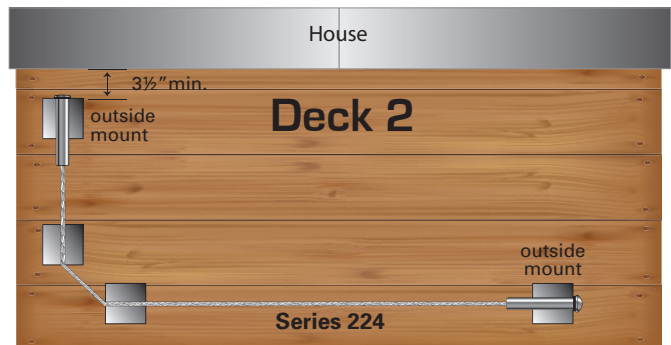 House
3½” min.
outside
mount
Deck 2
outside
mount
Series 224